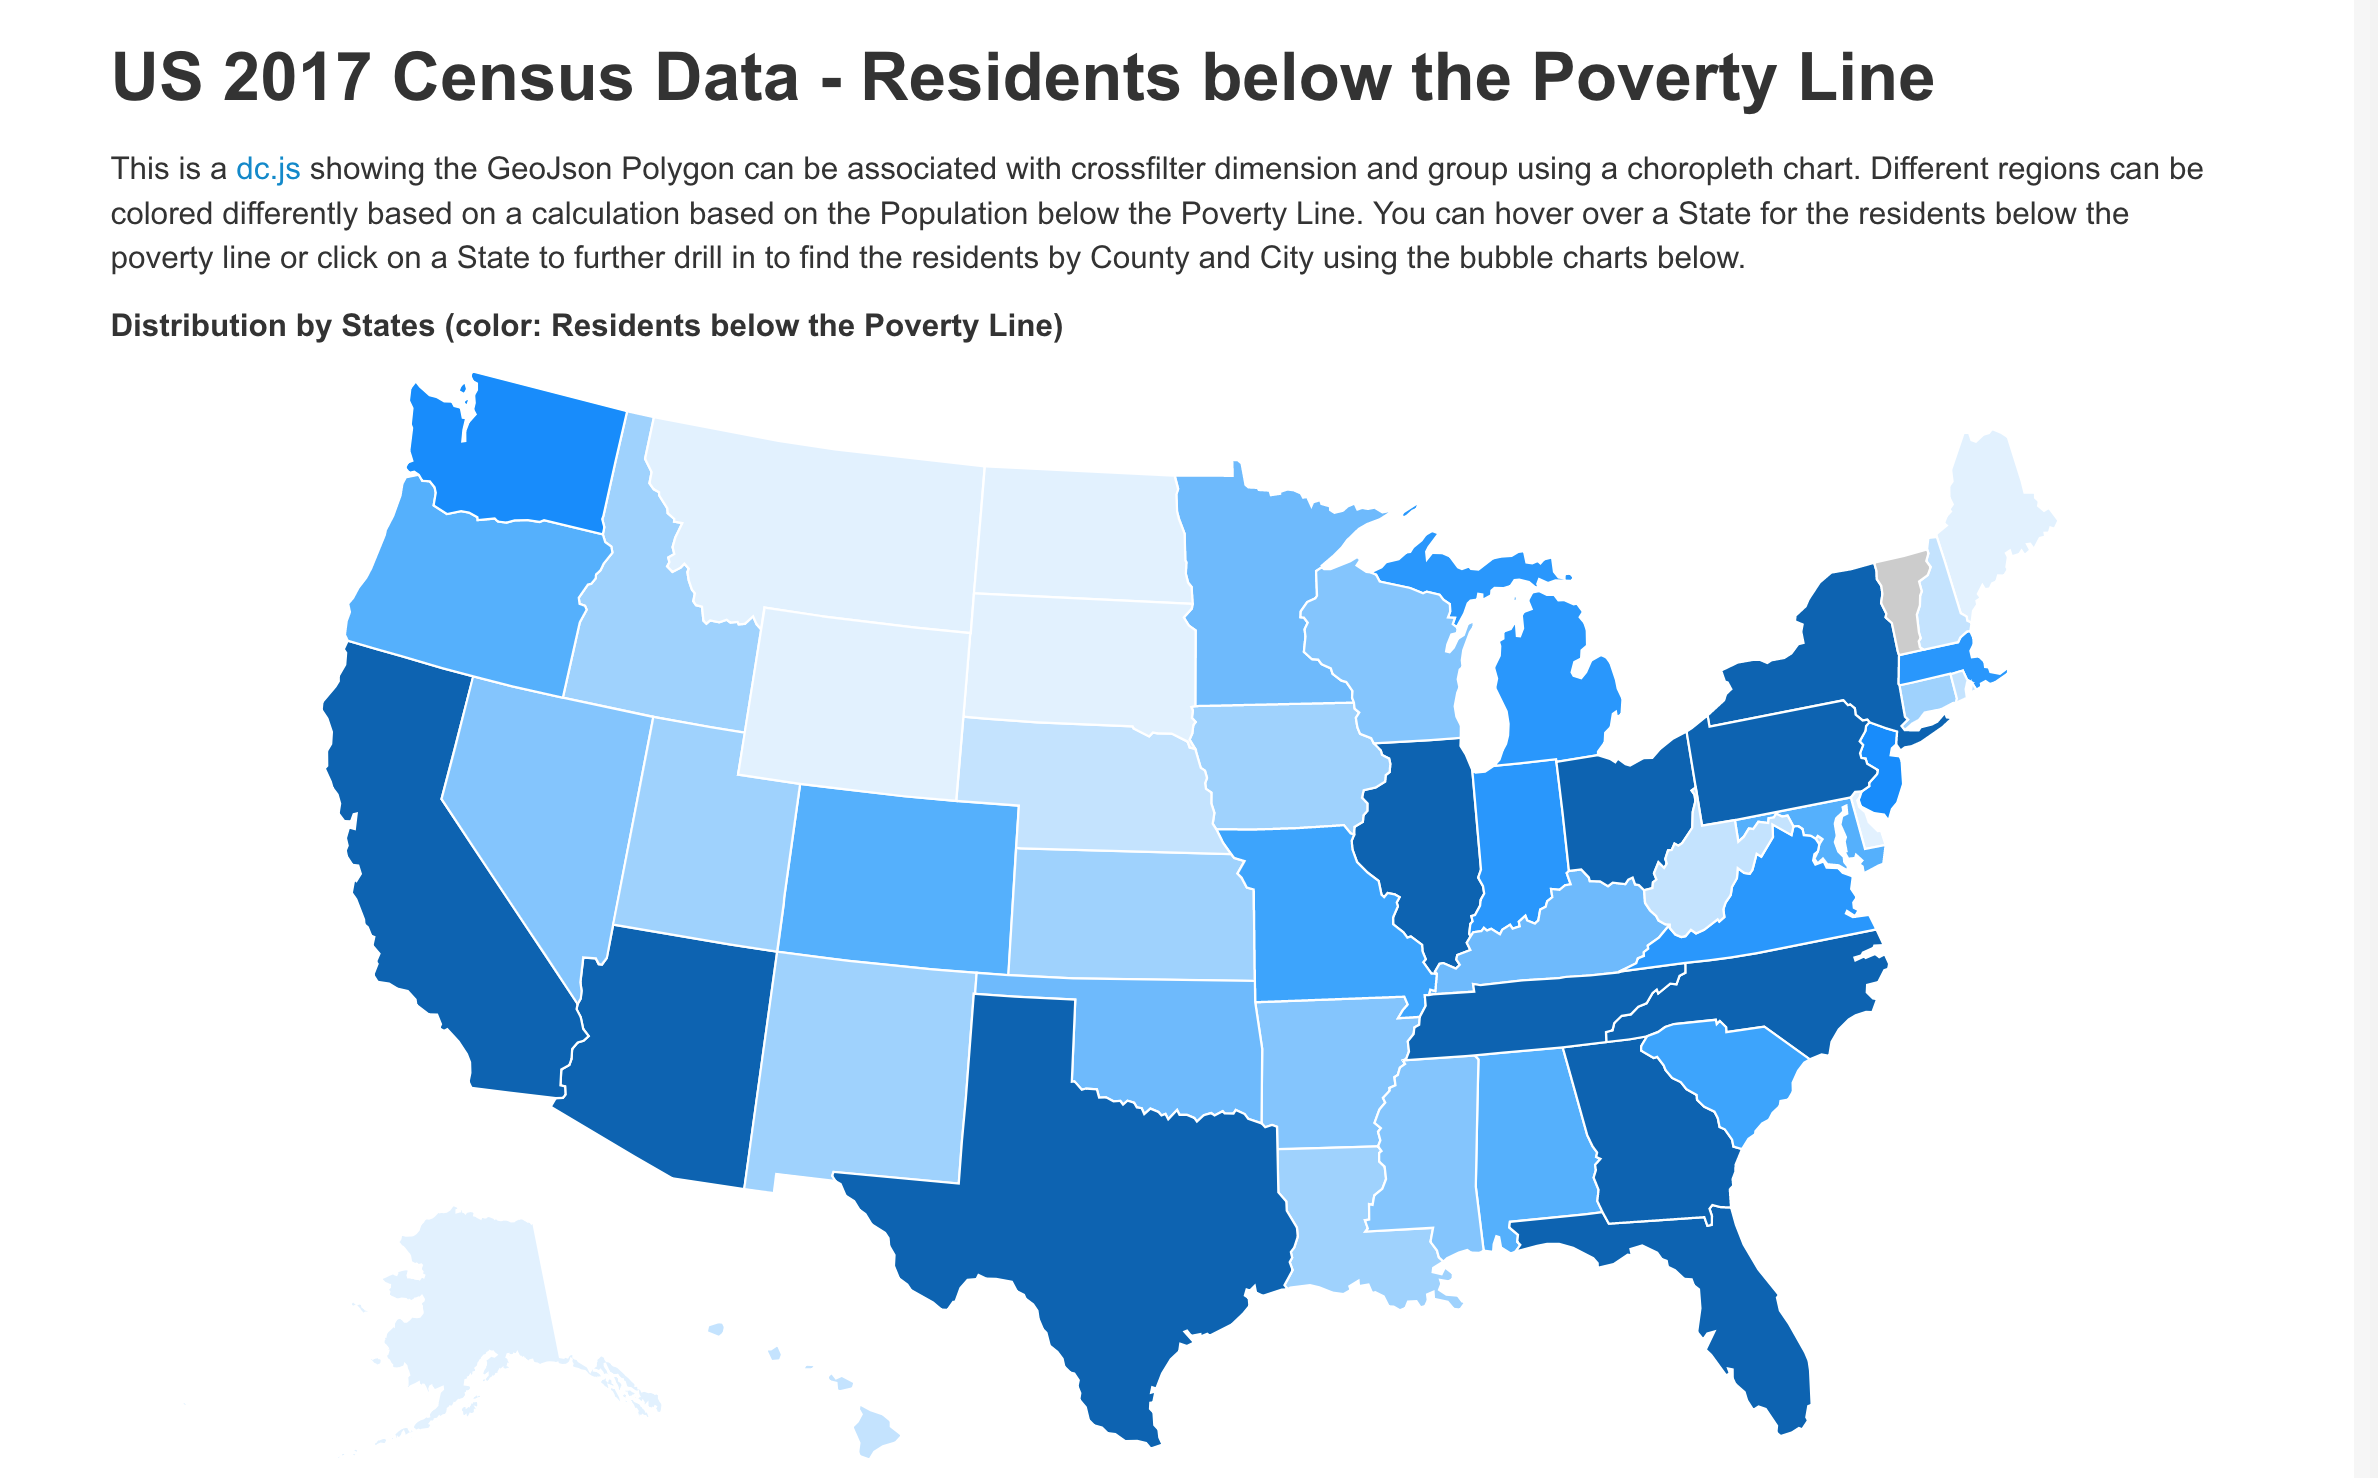 US 2017 Census Data - Residents below the Poverty Line
This is a dc.js showing the GeoJson Polygon can be associated with crossfilter dimension and group using a choropleth chart. Different regions can be
colored differently based on a calculation based on the Population below the Poverty Line. You can hover over a State for the residents below the
poverty line or click on a State to further drill in to find the residents by County and City using the bubble charts below.
Distribution by States (color: Residents below the Poverty Line)